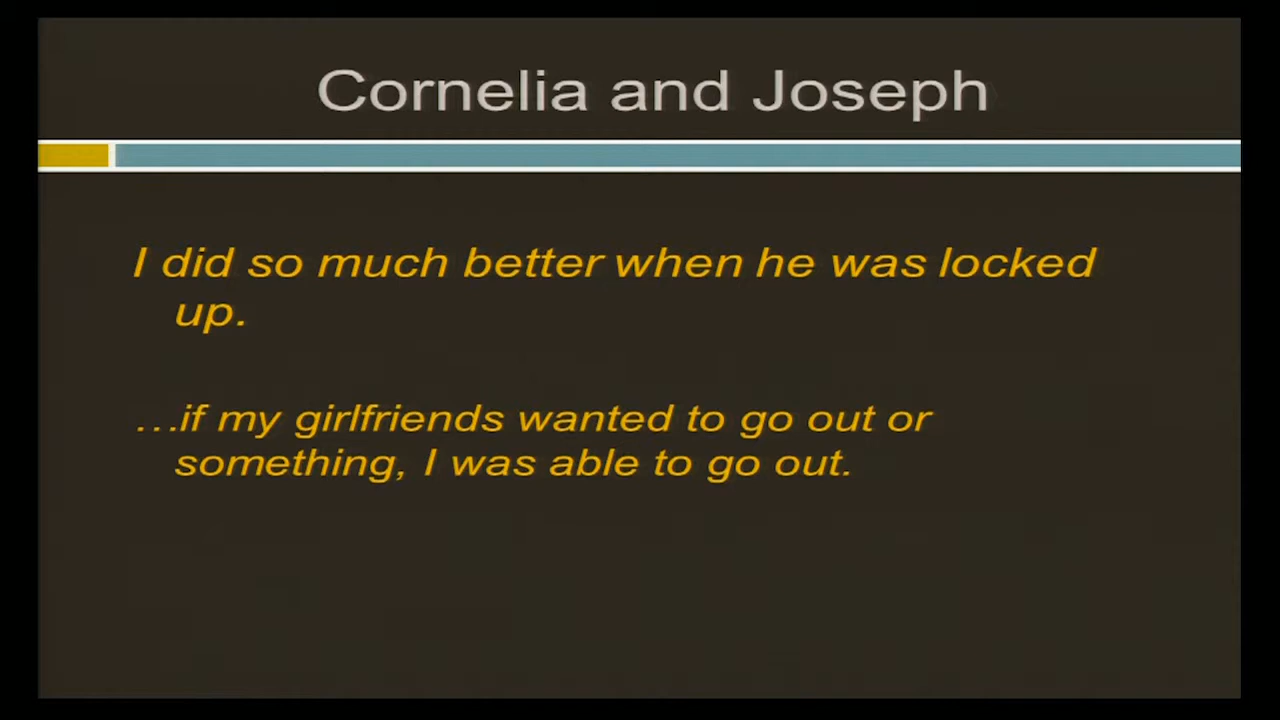 Cornelia and Joseph
I did so much better when he was locked
up.
…if my girlfriends wanted to go out or
something, I was able to go out.